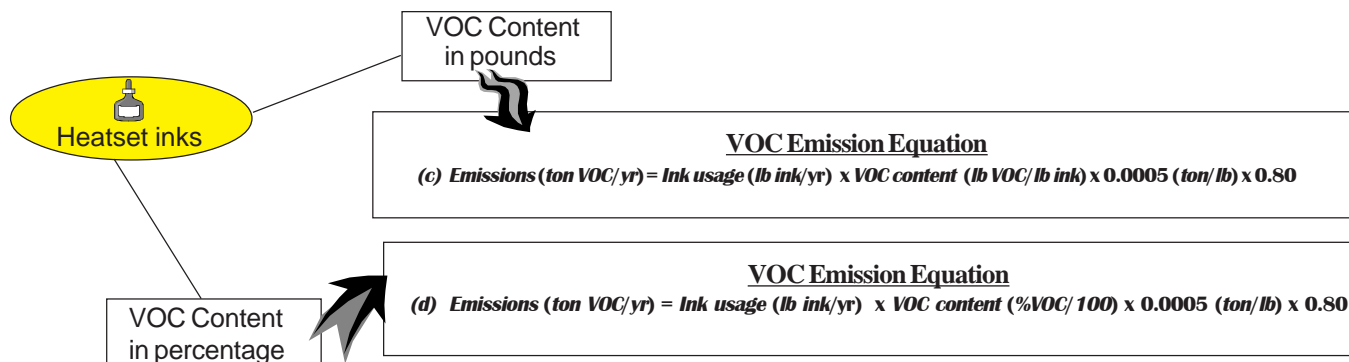 VOC Content
in pounds
Heatset inks
VOC Emission Equation
(c) Emissions (ton VOC/yr) = Ink usage (lb ink/yr) x VOC content (lb VOC/lb ink) x 0.0005 (ton/lb) x 0.80
VOC Emission Equation
(d) Emissions (ton VOC/yr) = Ink usage (lb ink/yr) x VOC content (%VOC/100) x 0.0005 (ton/lb) x 0.80
VOC Content
in percentage